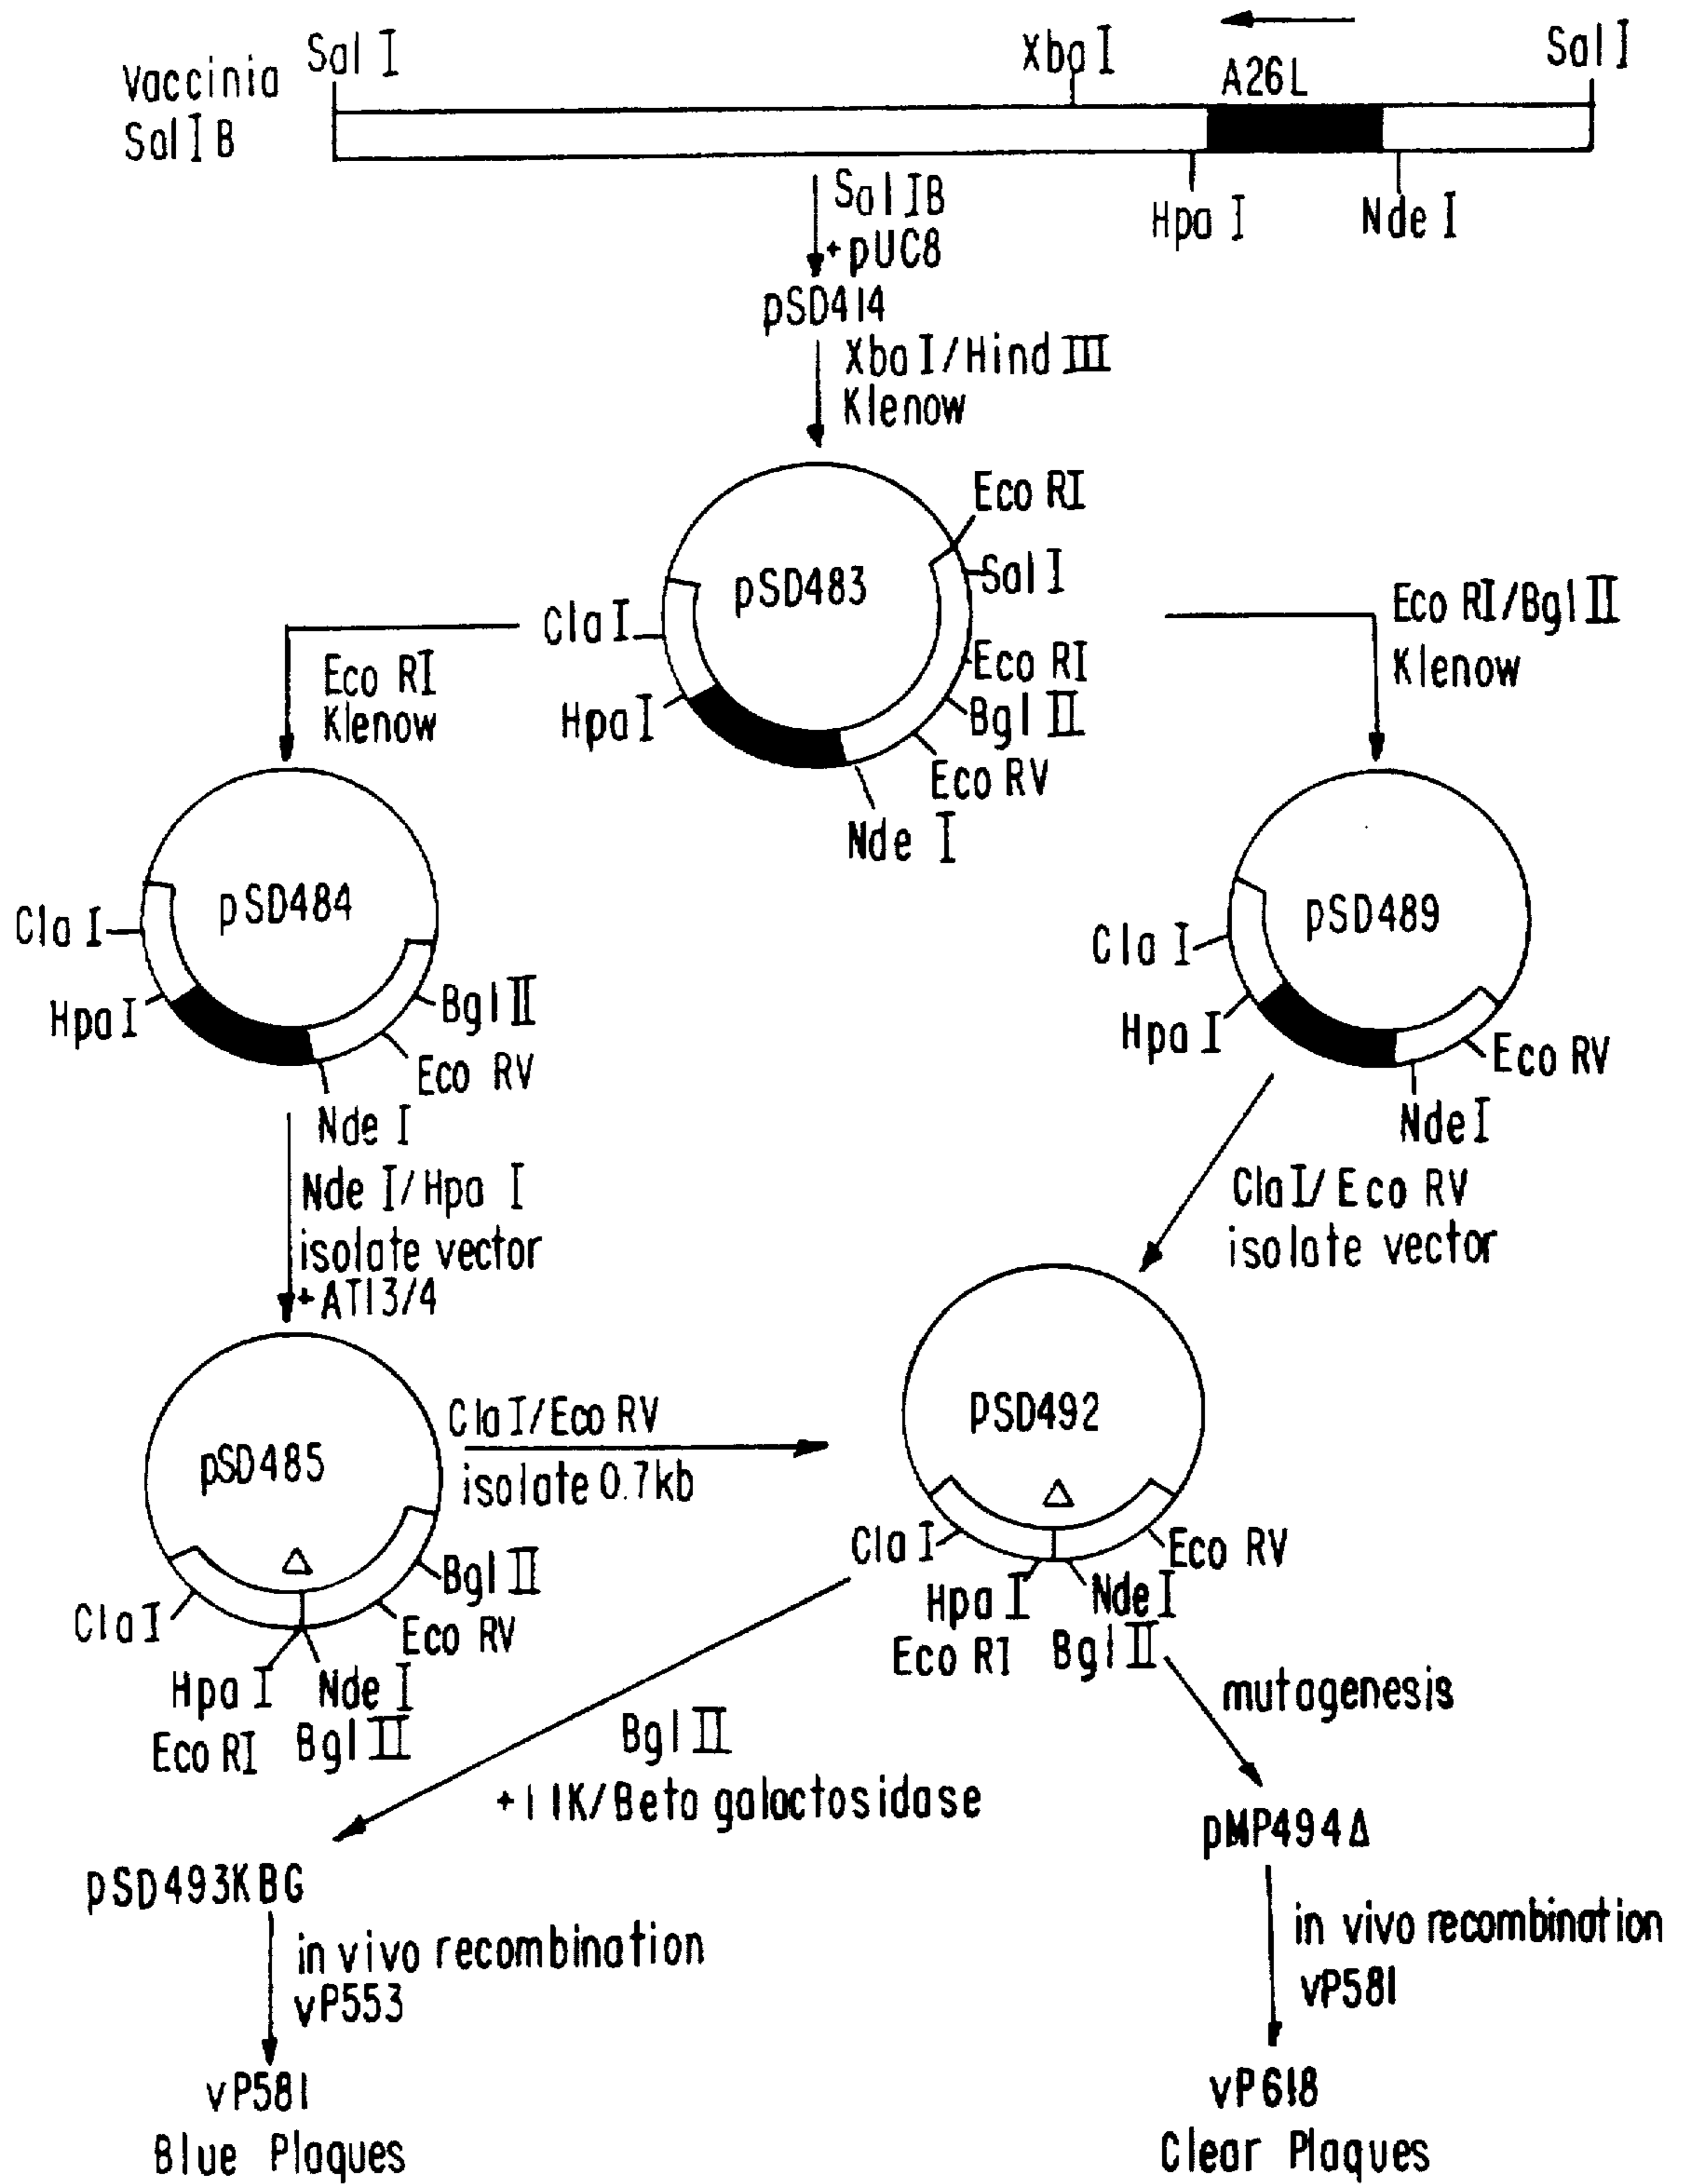 Vaccinia
Sal I B
Sal I
Xba I
A26L
Sal I
Hpa I
Nde I
Sal I B
+pUC8
pSD414
Xba I/Hind III
Klenow
pSD483
Eco RI
Sal I
Eco RI
Bgl II
Eco RV
Nde I
Hpa I
Cla I
Eco RI
Klenow
Eco RI/Bgl II
Klenow
pSD484
Cla I
Hpa I
Bgl II
Eco RV
Nde I
pSD489
Cla I
Hpa I
Eco RV
Nde I
Nde I/Hpa I
isolate vector
+ATI3/4
Cla I/Eco RV
isolate vector
pSD485
Cla I
Δ
Bgl II
Eco RV
Hpa I Nde I
Eco RI Bgl II
Cla I/Eco RV
isolate 0.7kb
pSD492
Δ
Cla I
Eco RV
Hpa I Nde I
Eco RI Bgl II
Bgl II
+11K/Beta galactosidase
mutagenesis
pSD493KBG
pMP494Δ
in vivo recombination
vP553
in vivo recombination
vP581
vP581
Blue Plaques
vP618
Clear Plaques